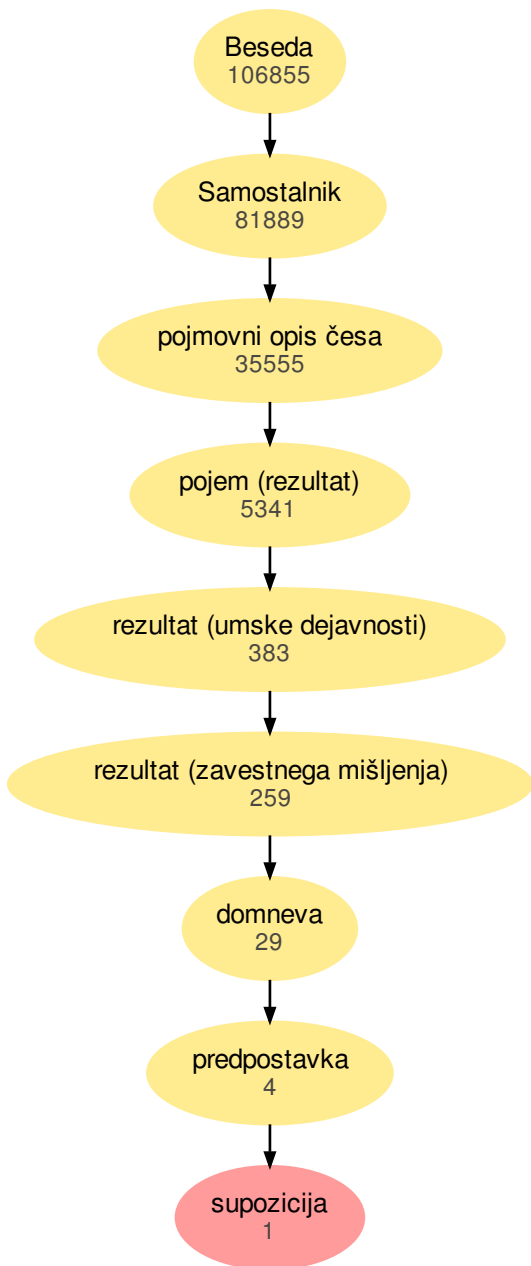 Beseda
106855
Samostalnik
81889
pojmovni opis česa
35555
pojem (rezultat)
5341
rezultat (umske dejavnosti)
383
rezultat (zavestnega mišljenja)
259
domneva
29
predpostavka
4
supozicija
1